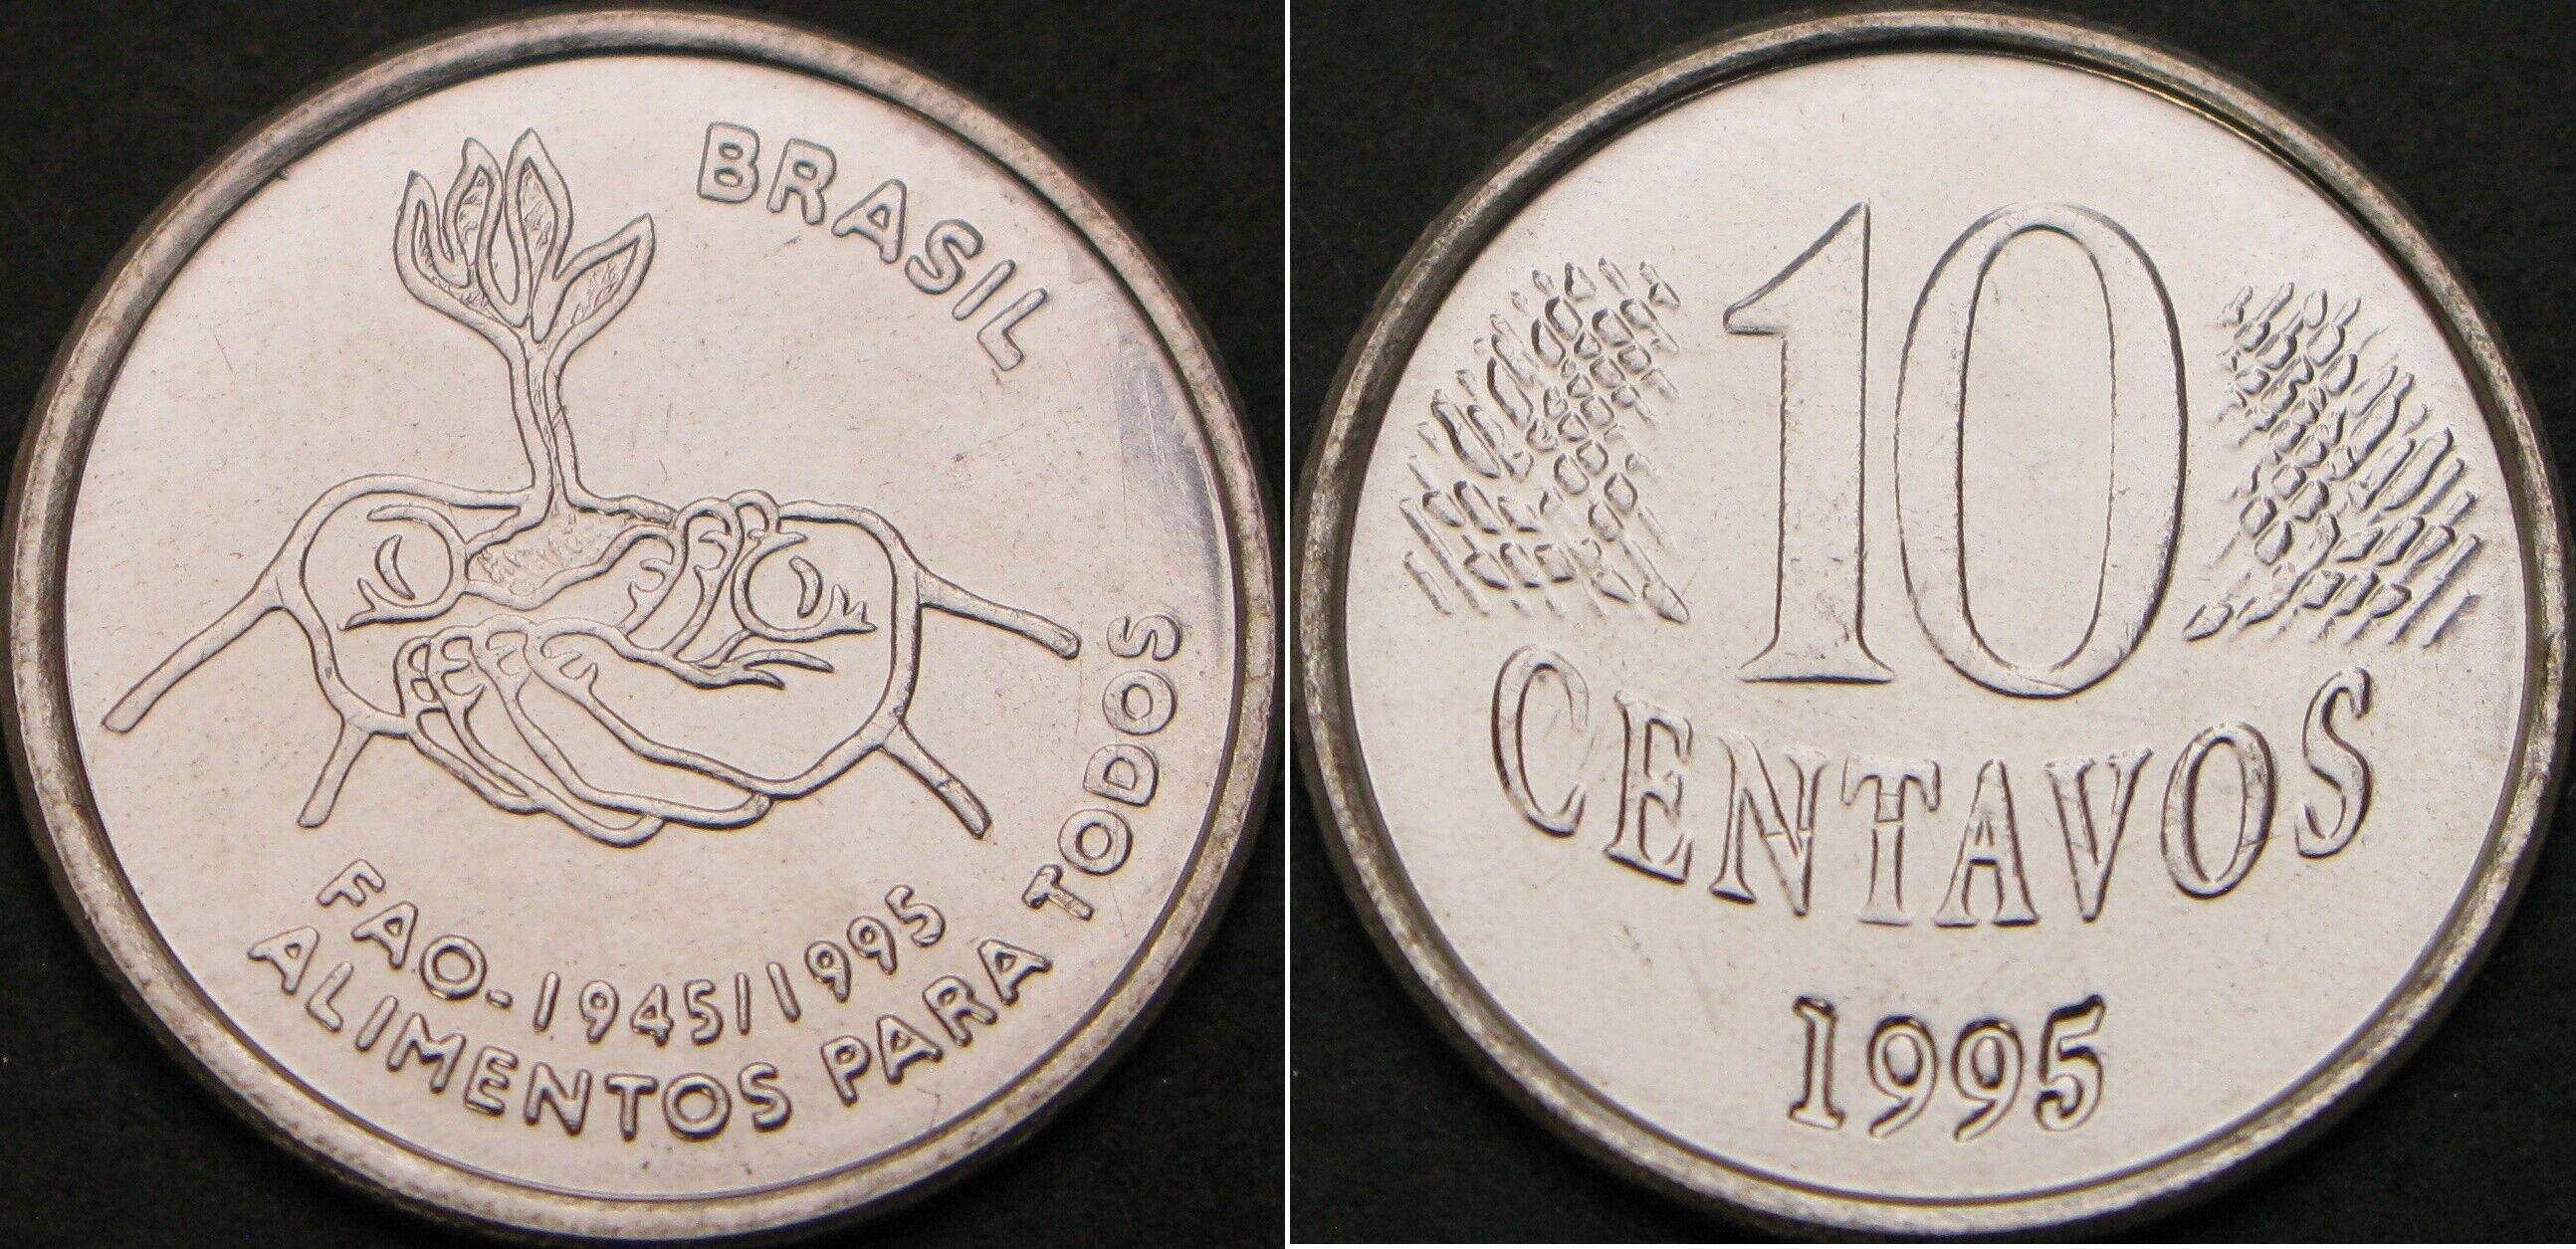 BRASIL
FAO - 1945/1995
ALIMENTOS PARA TODOS
10
CENTAVOS
1995